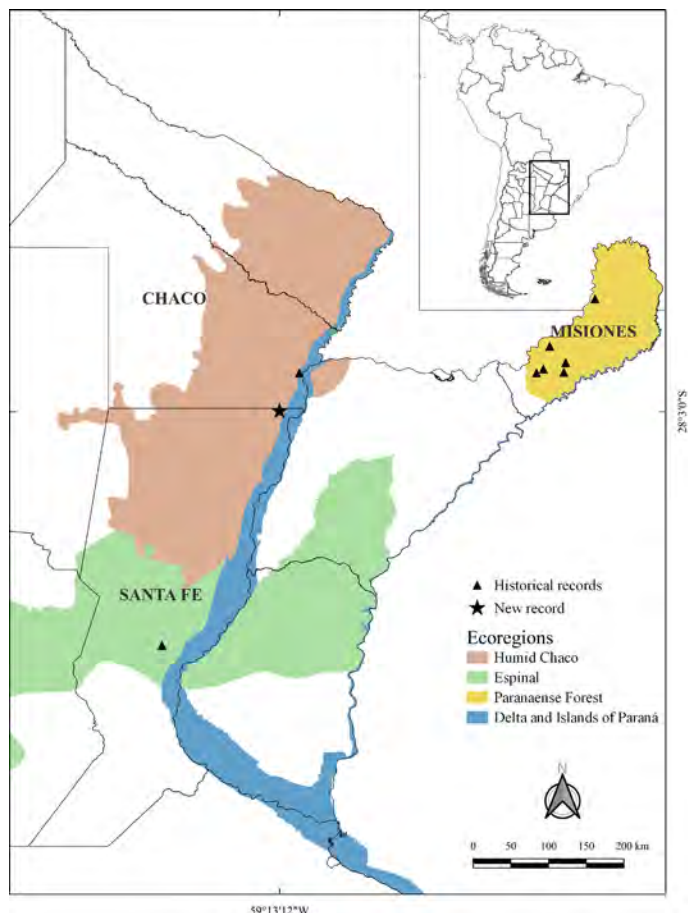 CHACO
MISIONES
28°3'0"S
SANTA FE
Historical records
New record
Ecoregions
Humid Chaco
Espinal
Paranaense Forest
Delta and Islands of Paraná
N
0 50 100 150 200 km
59°13'12"W